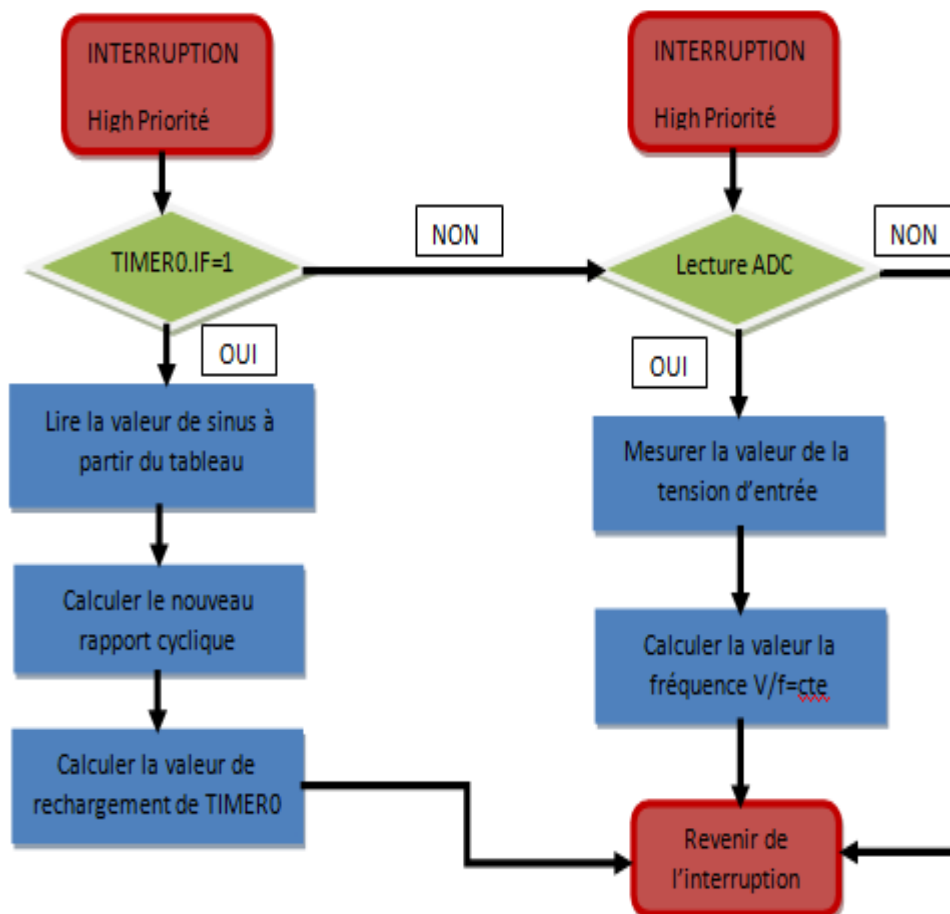 INTERRUPTION
High Priorité
TIMER0.IF=1
NON
OUI
Lire la valeur de sinus à
partir du tableau
Calculer le nouveau
rapport cyclique
Calculer la valeur de
rechargement de TIMER0
INTERRUPTION
High Priorité
Lecture ADC
NON
OUI
Mesurer la valeur de la
tension d'entrée
Calculer la valeur la
fréquence V/f=cte
Revenir de
l'interruption